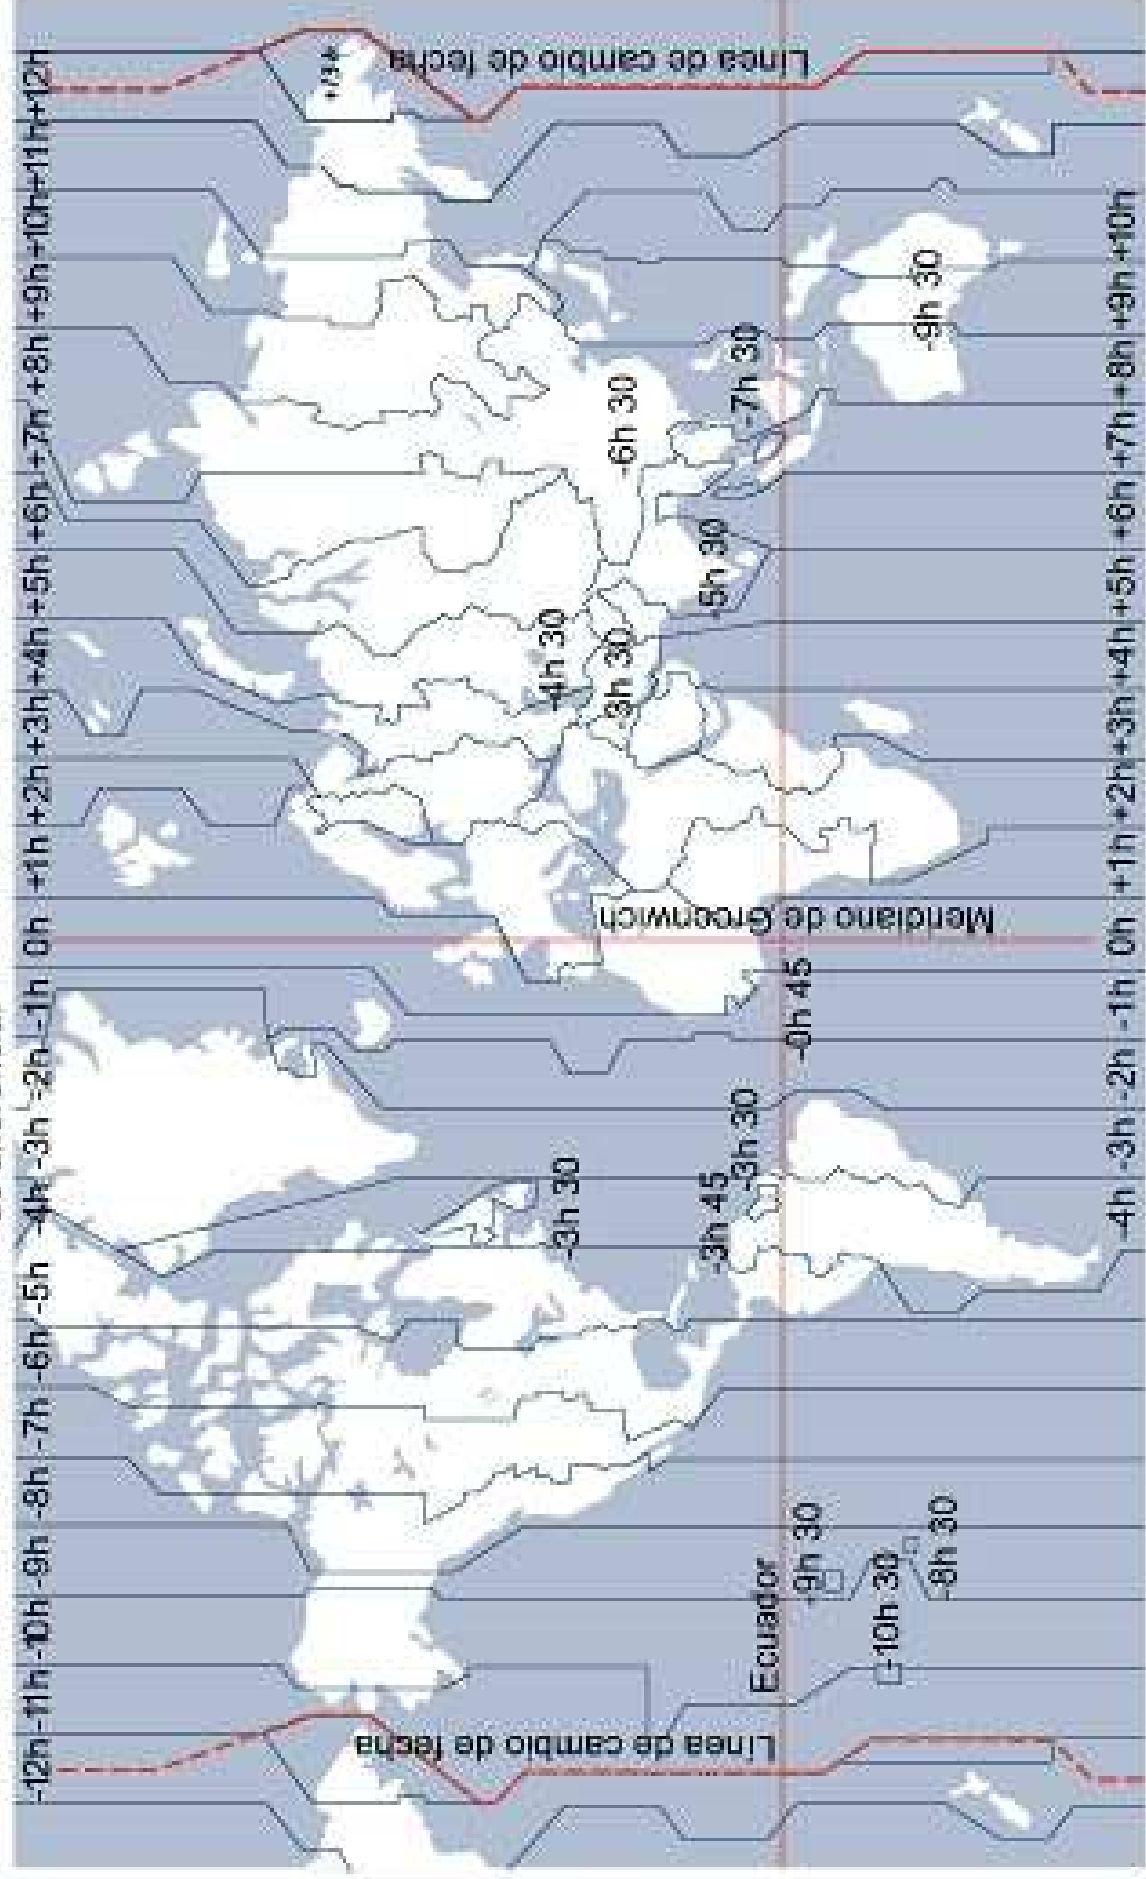 -12h -11h -10h -9h -8h -7h -6h -5h -4h -3h -2h -1h 0h +1h +2h +3h +4h +5h +6h +7h +8h +9h +10h +11h +12h
Línea de cambio de fecha
Línea de cambio de fecha
-3h 30
-4h 30
-3h 30
-6h 30
-5h 30
-3h 45
-3h 30
-7h 30
Ecuador
-9h 30
-0h 45
Meridiano de Greenwich
-10h 30
-8h 30
-9h 30
-4h -3h -2h -1h 0h +1h +2h +3h +4h +5h +6h +7h +8h +9h +10h